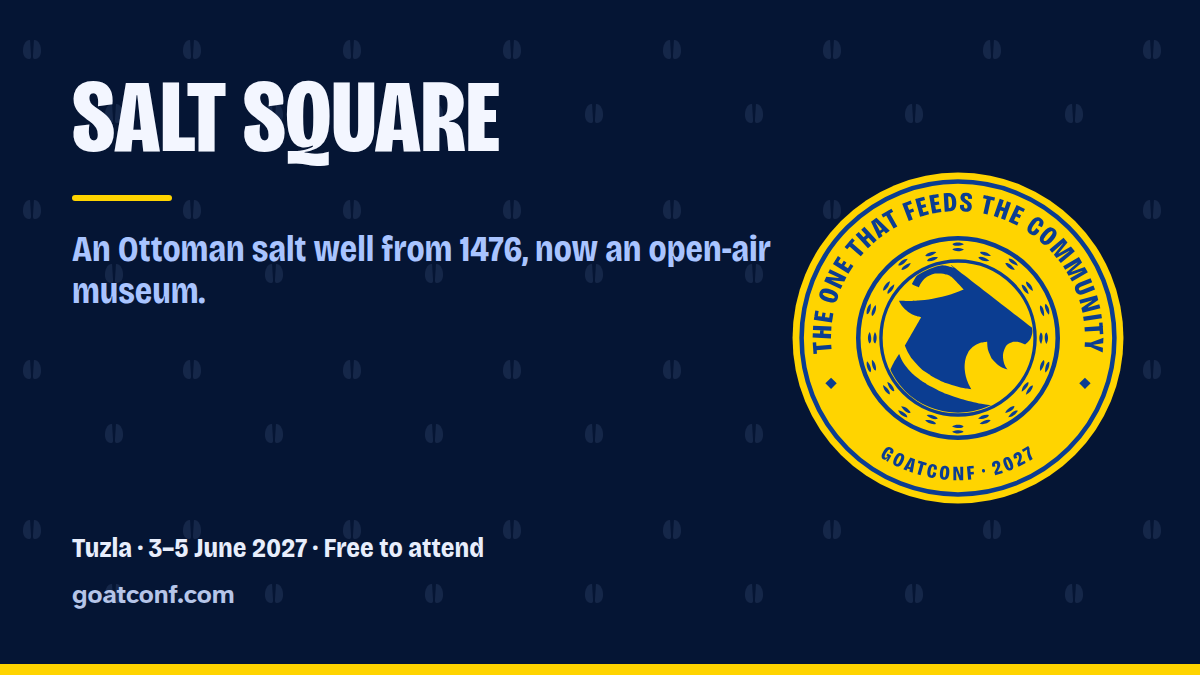 SALT SQUARE
An Ottoman salt well from 1476, now an open-air
museum.
THE ONE THAT FEEDS THE COMMUNITY
GOATCONF · 2027
Tuzla · 3–5 June 2027 · Free to attend
goatconf.com